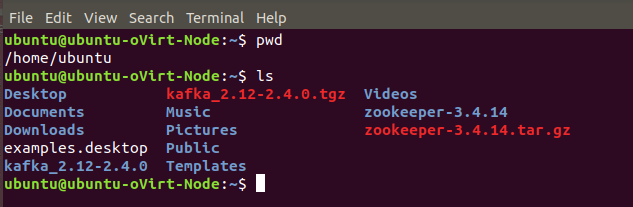 File Edit View Search Terminal Help
ubuntu@ubuntu-oVirt-Node:~$ pwd
/home/ubuntu
ubuntu@ubuntu-oVirt-Node:~$ ls
Desktop kafka_2.12-2.4.0.tgz Videos
Documents Music zookeeper-3.4.14
Downloads Pictures zookeeper-3.4.14.tar.gz
examples.desktop Public
kafka_2.12-2.4.0 Templates
ubuntu@ubuntu-oVirt-Node:~$